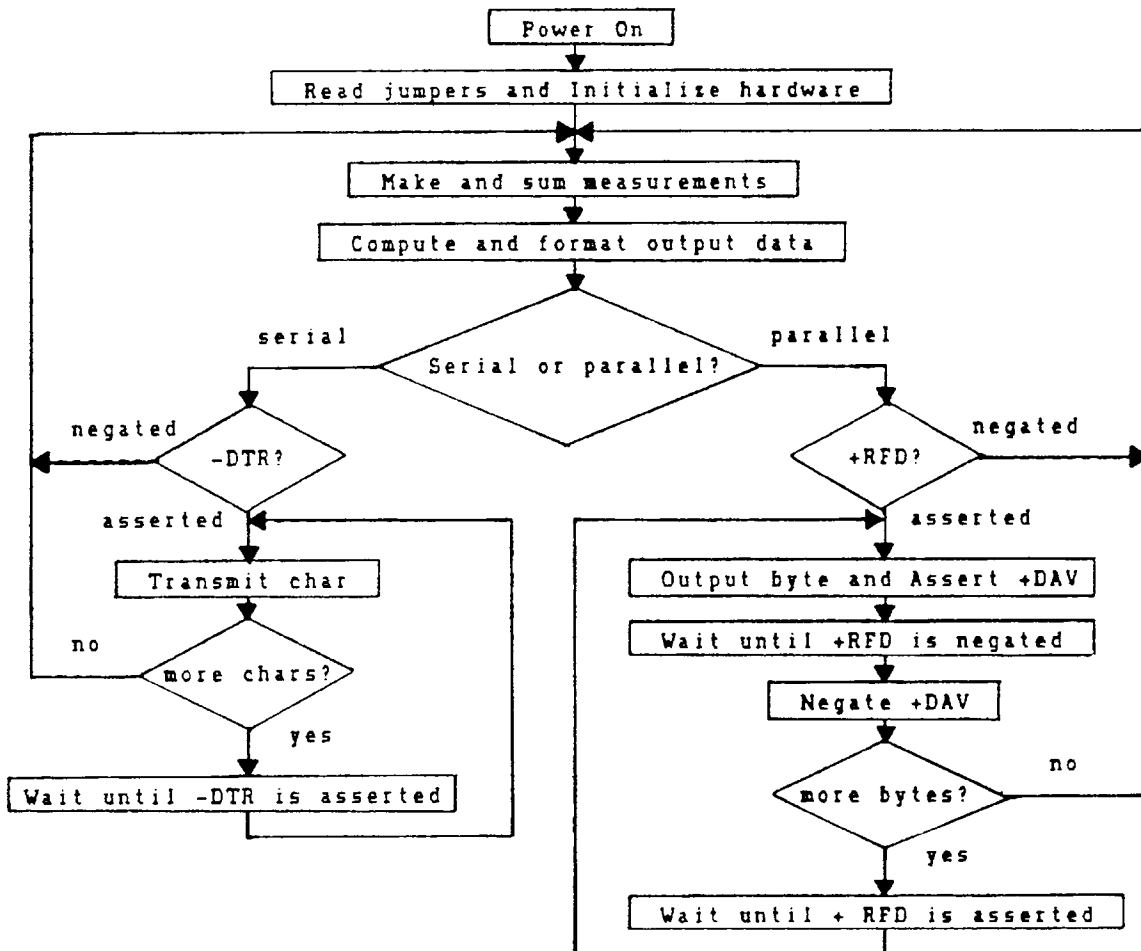 Power On
Read jumpers and Initialize hardware
Make and sum measurements
Compute and format output data
serial
parallel
Serial or parallel?
negated
-DTR?
+RFD?
negated
asserted
asserted
Transmit char
Output byte and Assert +DAV
no
more chars?
Wait until +RFD is negated
Negate +DAV
yes
Wait until -DTR is asserted
more bytes?
no
yes
Wait until + RFD is asserted